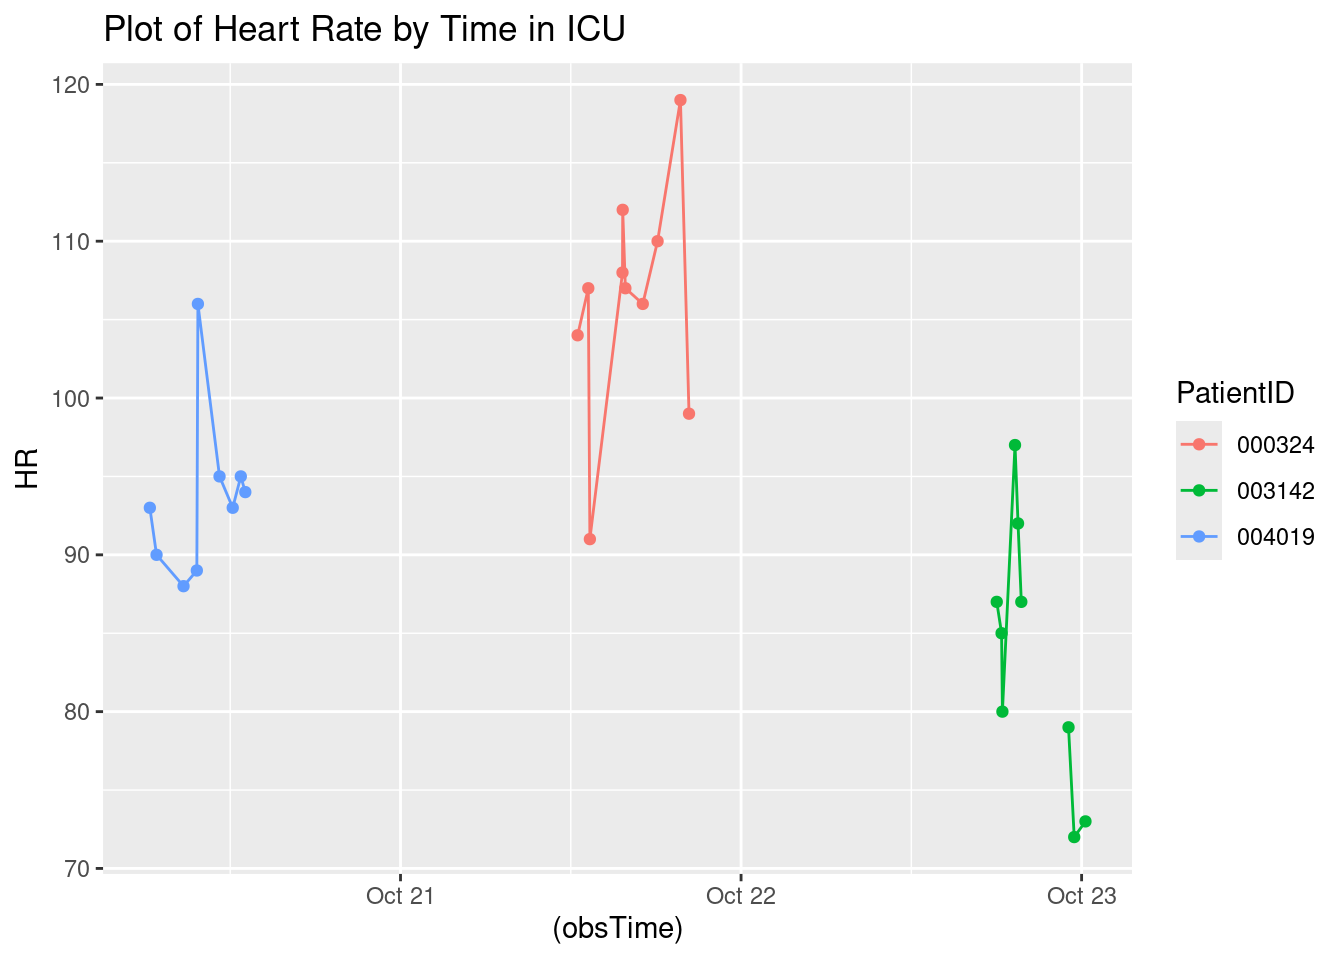 Plot of Heart Rate by Time in ICU
120
110
100
90
80
70
HR
Oct 21
Oct 22
Oct 23
(obsTime)
PatientID
000324
003142
004019